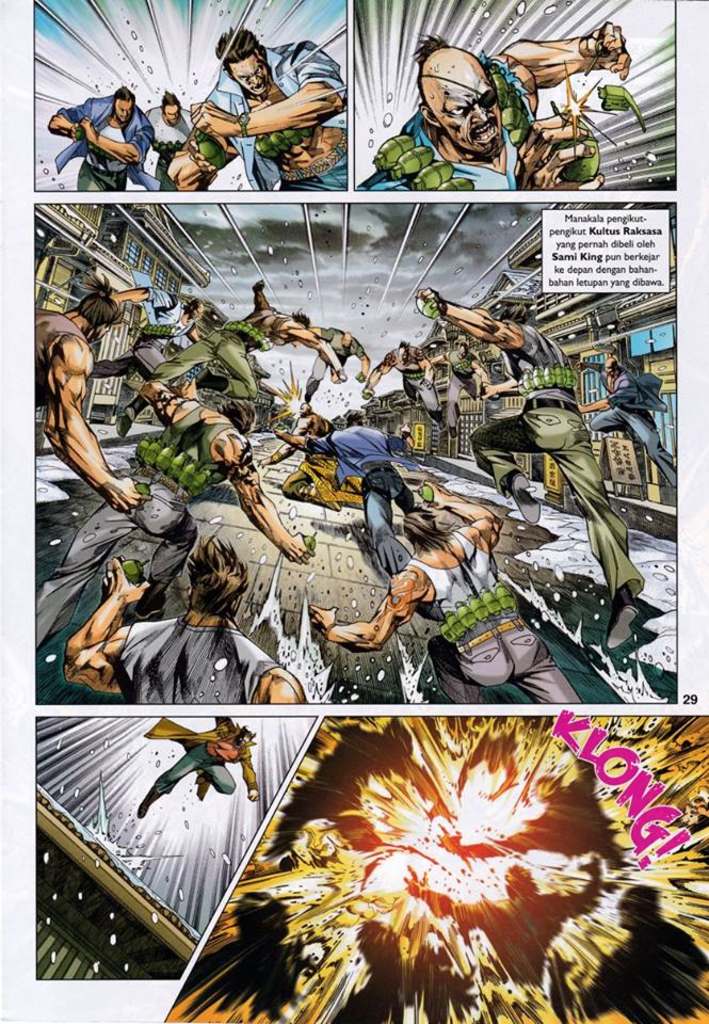 Manakala pengikut-
pengikut Kultus Raksasa
yang pernah dibeli oleh
Sami King pun berkejar
ke depan dengan bahan-
bahan letupan yang dibawa.
29
KLONG!